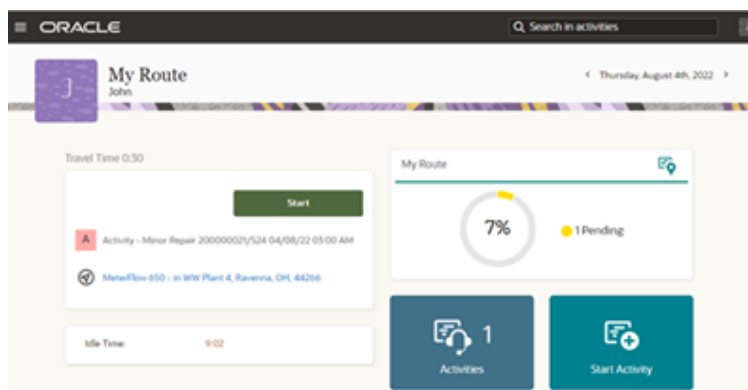 ORACLE
Search in activities
J
My Route
John
Thursday, August 4th, 2022
Travel Time 0:30
Start
A
Activity - Minor Repair 200000021/524 04/08/22 03:00 AM
MeterFlow 650 - in WW Plant 4, Ravenna, OH, 44266
Idle Time:
9:02
My Route
7%
1 Pending
1
Activities
Start Activity